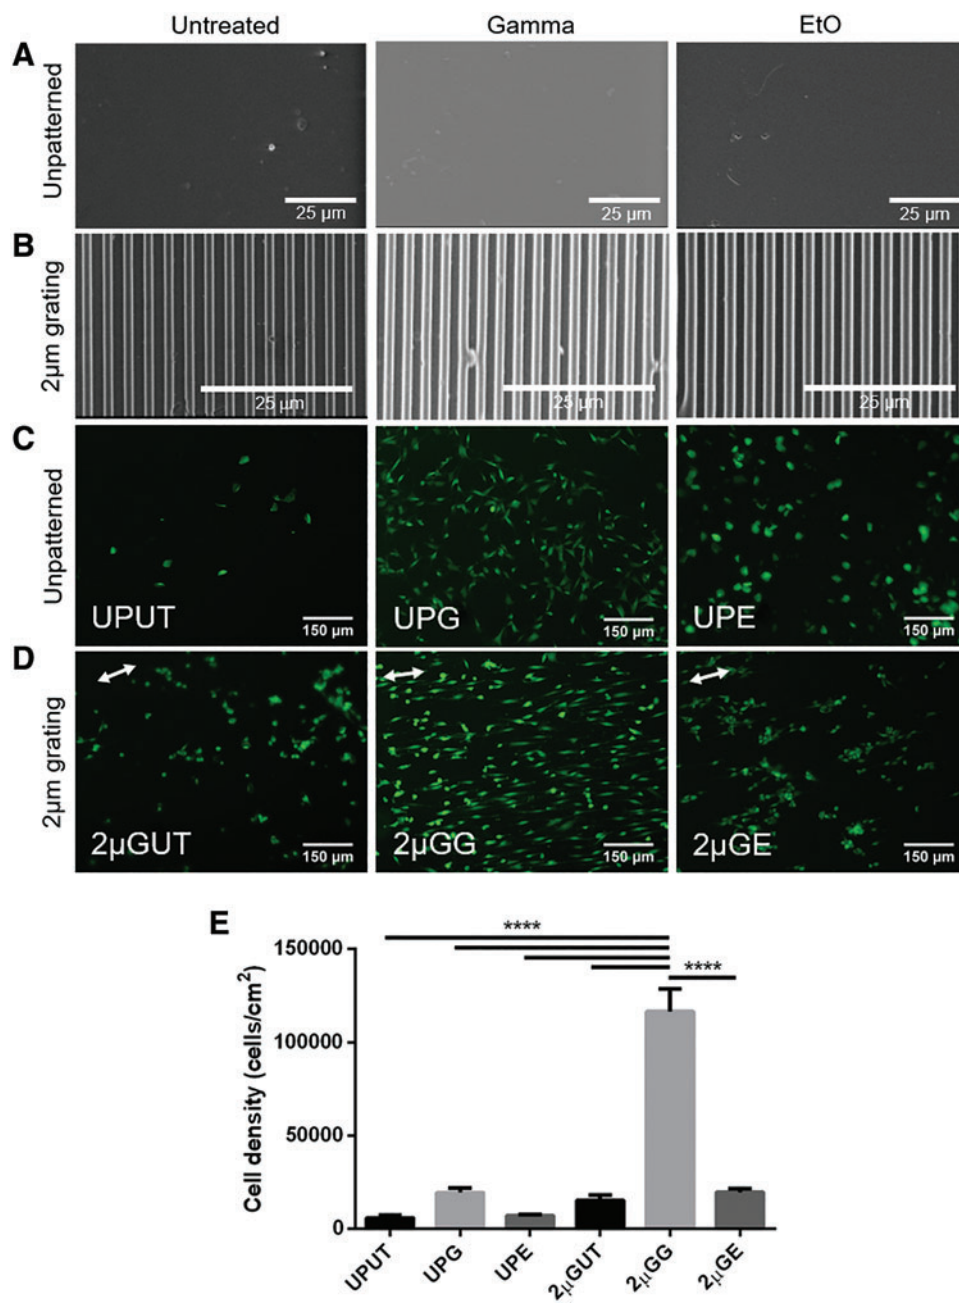 Untreated Gamma EtO
A
Unpatterned
25 µm 25 µm 25 µm
B
2µm grating
25 µm 25 µm 25 µm
C
Unpatterned
UPUT UPG UPE
150 µm 150 µm 150 µm
D
2µm grating
2µGUT 2µGG 2µGE
150 µm 150 µm 150 µm
E
Cell density (cells/cm²)
150000
100000
50000
0
**** ****
UPUT UPG UPE 2µGUT 2µGG 2µGE